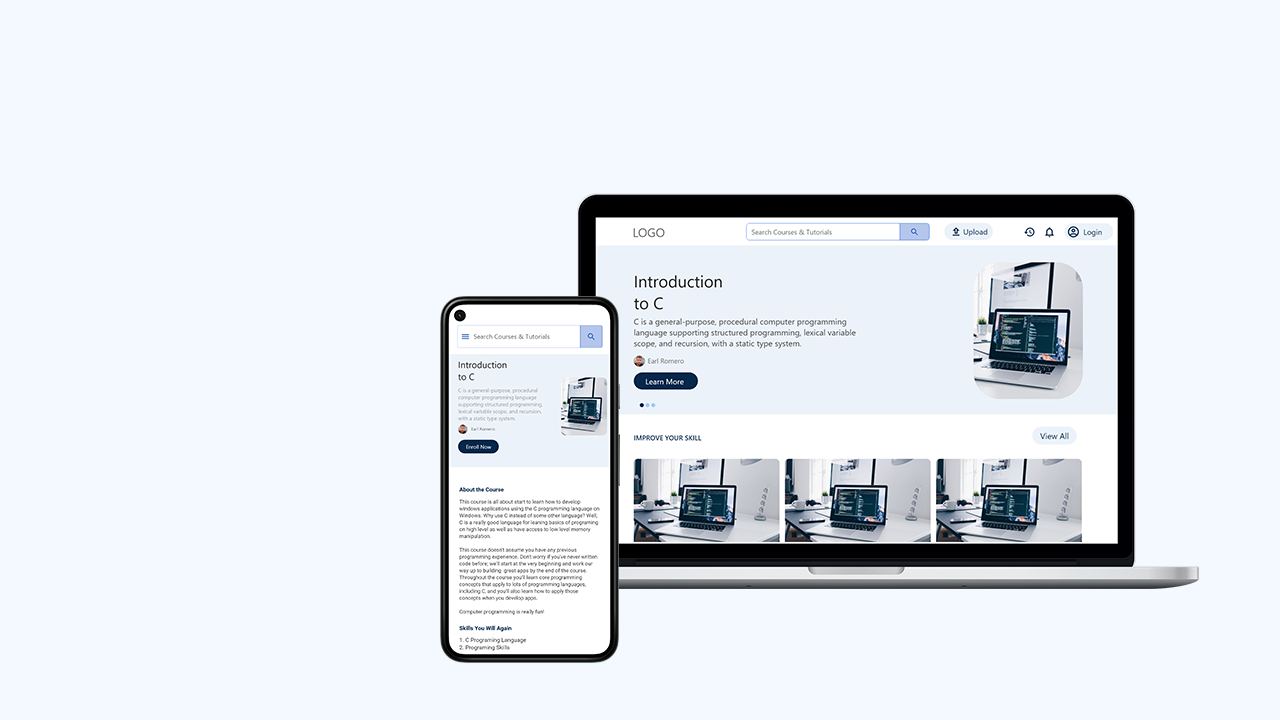 LOGO
Search Courses & Tutorials
Upload
Login
Introduction
to C
C is a general-purpose, procedural computer programming
language supporting structured programming, lexical variable
scope, and recursion, with a static type system.
Earl Romero
Learn More
IMPROVE YOUR SKILL
View All
Search Courses & Tutorials
Introduction
to C
C is a general-purpose, procedural
computer programming language
supporting structured programming,
lexical variable scope, and recursion,
with a static type system.
Earl Romero
Enroll Now
About the Course
This course is all about start to learn how to develop
windows applications using the C programming language on
Windows. Why use C instead of some other language? Well,
C is a really good language for leaning basics of programing
on high level as well as have access to low level memory
manipulation.
This course doesn't assume you have any previous
programming experience. Don't worry if you've never written
code before; we'll start at the very beginning and work our
way up to building great apps by the end of the course.
Throughout the course you'll learn core programming
concepts that apply to lots of programming languages,
including C, and you'll also learn how to apply those
concepts when you develop apps.
Computer programming is really fun!
Skills You Will Again
1. C Programing Language
2. Programing Skills